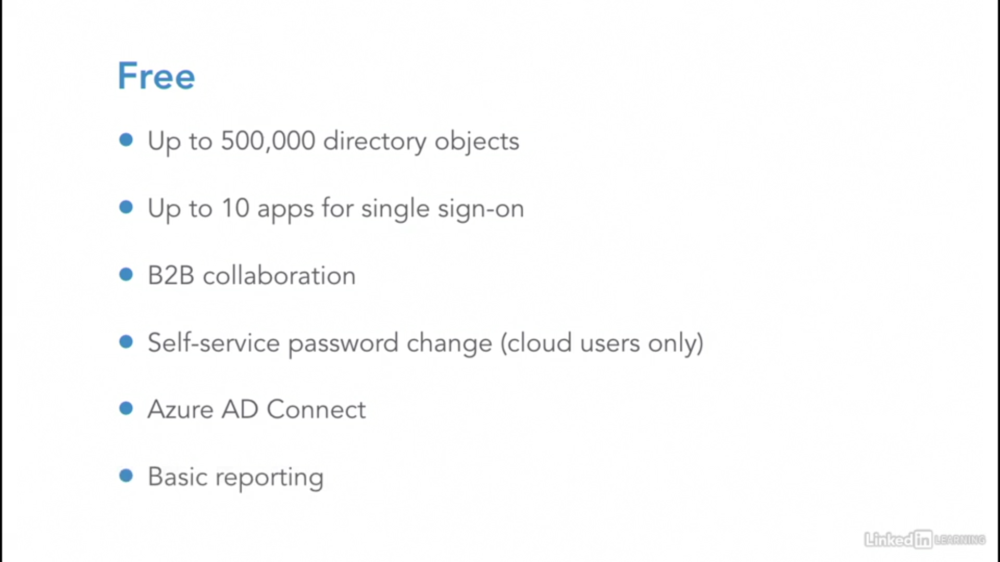 Free
Up to 500,000 directory objects
Up to 10 apps for single sign-on
B2B collaboration
Self-service password change (cloud users only)
Azure AD Connect
Basic reporting
Linked in LEARNING